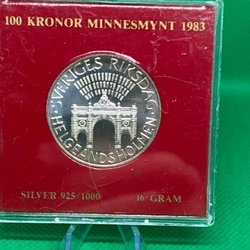 100 KRONOR MINNESMYNT 1983
SVERIGES RIKSDAG
HELGEANDSHOLMEN
SILVER 925/1000 16 GRAM